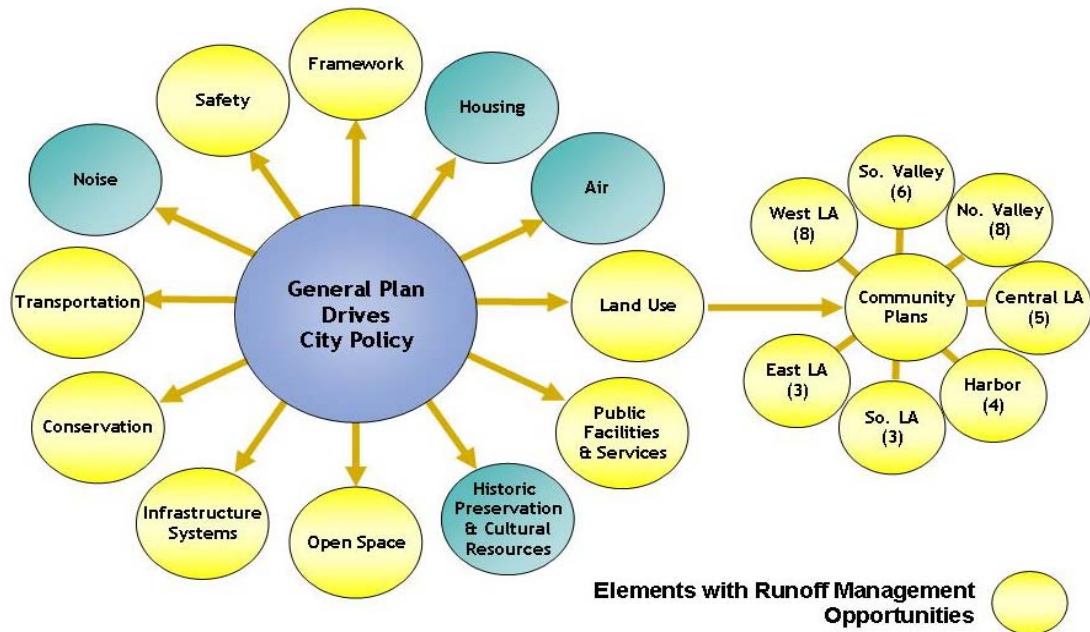 Framework
Safety
Housing
Noise
Air
General Plan
Drives
City Policy
Transportation
Land Use
Conservation
Public
Facilities
& Services
Infrastructure
Systems
Open Space
Historic
Preservation
& Cultural
Resources
So. Valley
(6)
West LA
(8)
No. Valley
(8)
Community
Plans
Central LA
(5)
East LA
(3)
Harbor
(4)
So. LA
(3)
Elements with Runoff Management
Opportunities